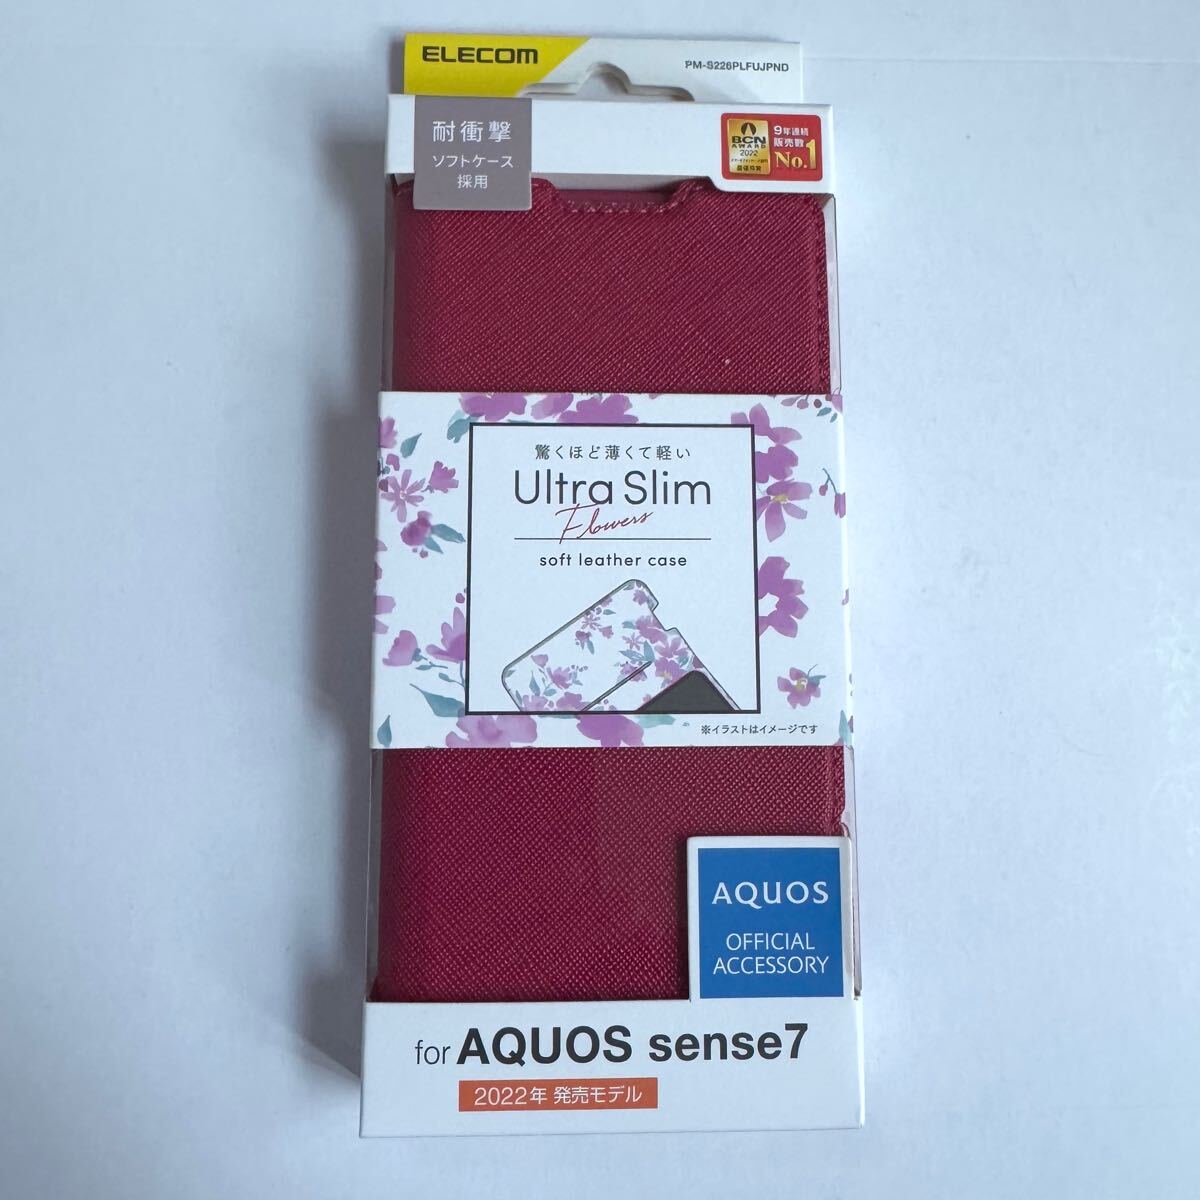 ELECOM
PM-S226PLFUJPND
耐衝撃
ソフトケース
採用
BCN
AWARD
2022
9年連続
販売数
No.1
驚くほど薄くて軽い
Ultra Slim
Flowers
soft leather case
※イラストはイメージです
AQUOS
OFFICIAL
ACCESSORY
for AQUOS sense7
2022年 発売モデル